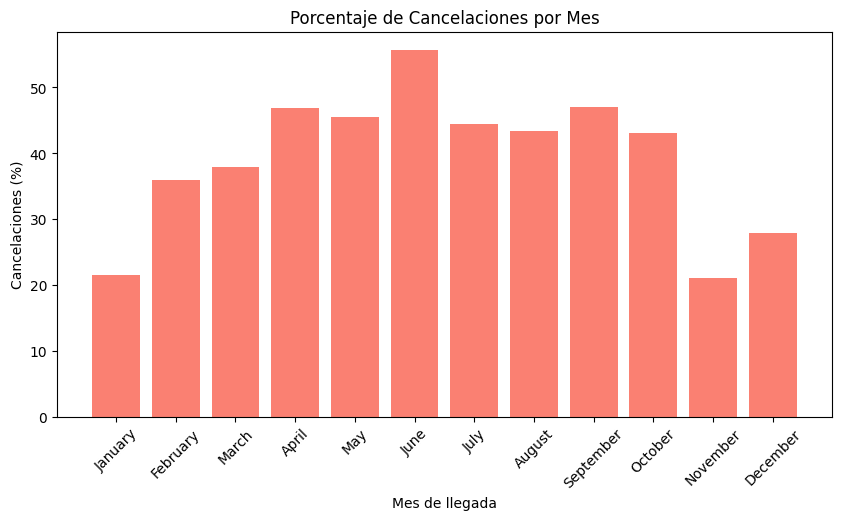 Porcentaje de Cancelaciones por Mes
Cancelaciones (%)
50
40
30
20
10
0
January
February
March
April
May
June
July
August
September
October
November
December
Mes de llegada